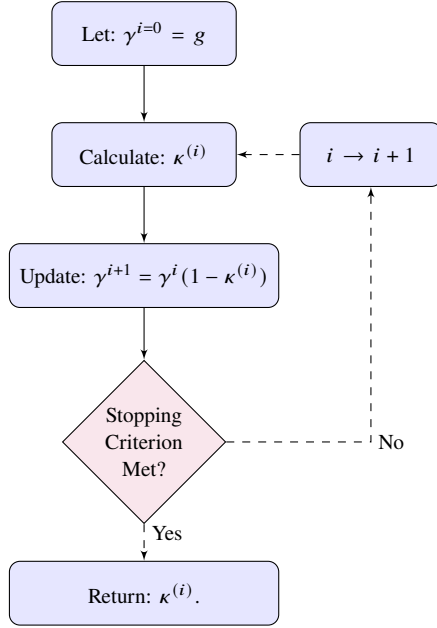 Let: γ^{i=0} = g
Calculate: κ^{(i)}
i → i + 1
Update: γ^{i+1} = γ^i(1 − κ^{(i)})
Stopping
Criterion
Met?
No
Yes
Return: κ^{(i)}.